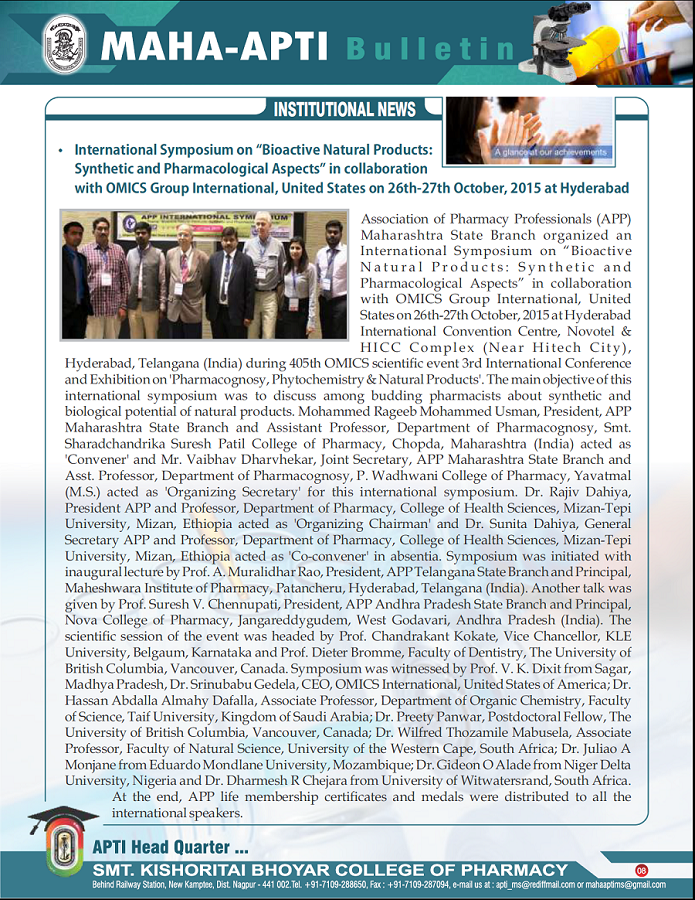 MAHA-APTI Bulletin
INSTITUTIONAL NEWS
A glance at our achievements
• International Symposium on “Bioactive Natural Products:
Synthetic and Pharmacological Aspects” in collaboration
with OMICS Group International, United States on 26th-27th October, 2015 at Hyderabad
APP INTERNATIONAL SYMPOSIUM
Association of Pharmacy Professionals (APP)
Maharashtra State Branch organized an
International Symposium on “Bioactive
Natural Products: Synthetic and
Pharmacological Aspects” in collaboration
with OMICS Group International, United
States on 26th-27th October, 2015 at Hyderabad
International Convention Centre, Novotel &
HICC Complex (Near Hitech City),
Hyderabad, Telangana (India) during 405th OMICS scientific event 3rd International Conference
and Exhibition on 'Pharmacognosy, Phytochemistry & Natural Products'. The main objective of this
international symposium was to discuss among budding pharmacists about synthetic and
biological potential of natural products. Mohammed Rageeb Mohammed Usman, President, APP
Maharashtra State Branch and Assistant Professor, Department of Pharmacognosy, Smt.
Sharadchandrika Suresh Patil College of Pharmacy, Chopda, Maharashtra (India) acted as
'Convener' and Mr. Vaibhav Dharvhekar, Joint Secretary, APP Maharashtra State Branch and
Asst. Professor, Department of Pharmacognosy, P. Wadhwani College of Pharmacy, Yavatmal
(M.S.) acted as 'Organizing Secretary' for this international symposium. Dr. Rajiv Dahiya,
President APP and Professor, Department of Pharmacy, College of Health Sciences, Mizan-Tepi
University, Mizan, Ethiopia acted as 'Organizing Chairman' and Dr. Sunita Dahiya, General
Secretary APP and Professor, Department of Pharmacy, College of Health Sciences, Mizan-Tepi
University, Mizan, Ethiopia acted as 'Co-convener' in absentia. Symposium was initiated with
inaugural lecture by Prof. A. Muralidhar Rao, President, APP Telangana State Branch and Principal,
Maheshwara Institute of Pharmacy, Patancheru, Hyderabad, Telangana (India). Another talk was
given by Prof. Suresh V. Chennupati, President, APP Andhra Pradesh State Branch and Principal,
Nova College of Pharmacy, Jangareddygudem, West Godavari, Andhra Pradesh (India). The
scientific session of the event was headed by Prof. Chandrakant Kokate, Vice Chancellor, KLE
University, Belgaum, Karnataka and Prof. Dieter Bromme, Faculty of Dentistry, The University of
British Columbia, Vancouver, Canada. Symposium was witnessed by Prof. V. K. Dixit from Sagar,
Madhya Pradesh, Dr. Srinubabu Gedela, CEO, OMICS International, United States of America; Dr.
Hassan Abdalla Almahy Dafalla, Associate Professor, Department of Organic Chemistry, Faculty
of Science, Taif University, Kingdom of Saudi Arabia; Dr. Preety Panwar, Postdoctoral Fellow, The
University of British Columbia, Vancouver, Canada; Dr. Wilfred Thozamile Mabusela, Associate
Professor, Faculty of Natural Science, University of the Western Cape, South Africa; Dr. Juliao A
Monjane from Eduardo Mondlane University, Mozambique; Dr. Gideon O Alade from Niger Delta
University, Nigeria and Dr. Dharmesh R Chejara from University of Witwatersrand, South Africa.
At the end, APP life membership certificates and medals were distributed to all the
international speakers.
APTI Head Quarter ...
SMT. KISHORITAI BHOYAR COLLEGE OF PHARMACY
08
Behind Railway Station, New Kamptee, Dist. Nagpur - 441 002.Tel. +91-7109-288650, Fax : +91-7109-287094, e-mail us at : apti_ms@rediffmail.com or mahaaptims@gmail.com